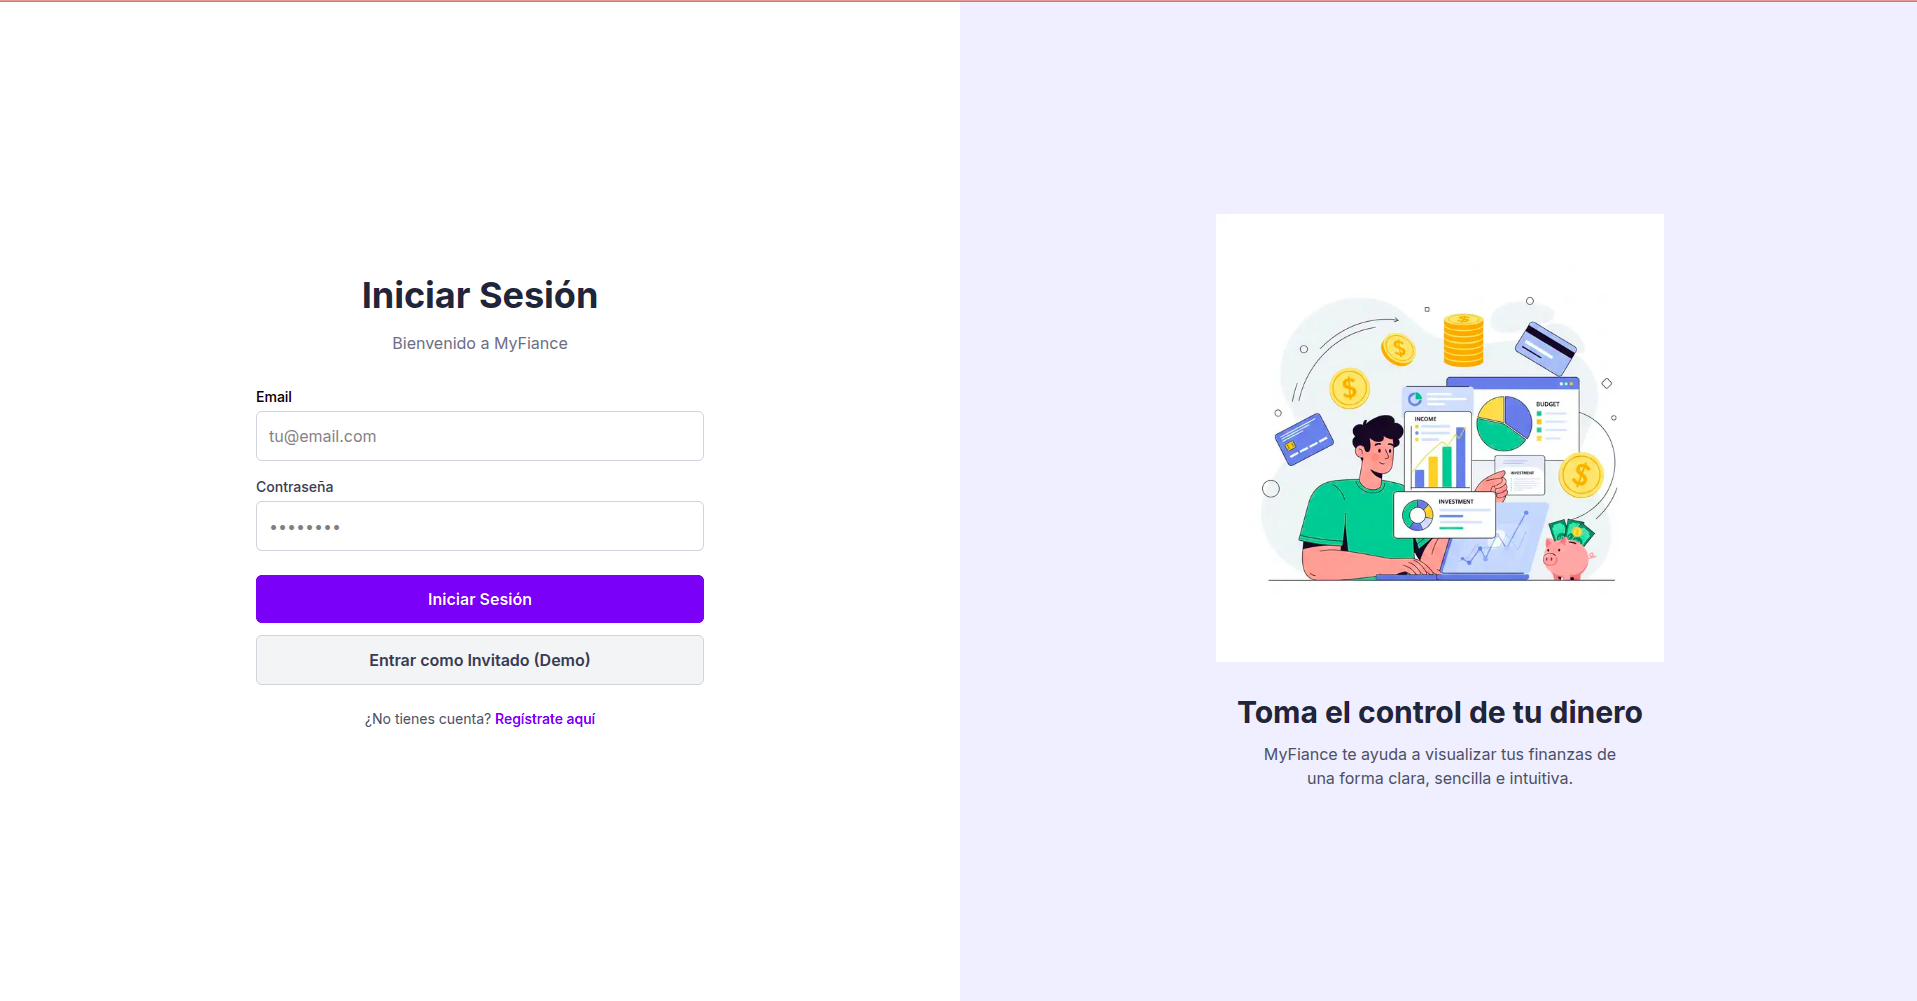 Iniciar Sesión
Bienvenido a MyFiance
Email
tu@email.com
Contraseña
••••••••
Iniciar Sesión
Entrar como Invitado (Demo)
¿No tienes cuenta? Regístrate aquí
BUDGET
INCOME
INVESTMENT
INVESTMENT
Toma el control de tu dinero
MyFiance te ayuda a visualizar tus finanzas de
una forma clara, sencilla e intuitiva.